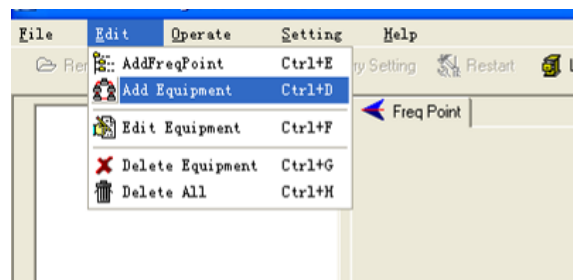 File Edit Operate Setting Help
AddFreqPoint Ctrl+E
Setting Restart
Add Equipment Ctrl+D
Freq Point
Edit Equipment Ctrl+F
Delete Equipment Ctrl+G
Delete All Ctrl+H